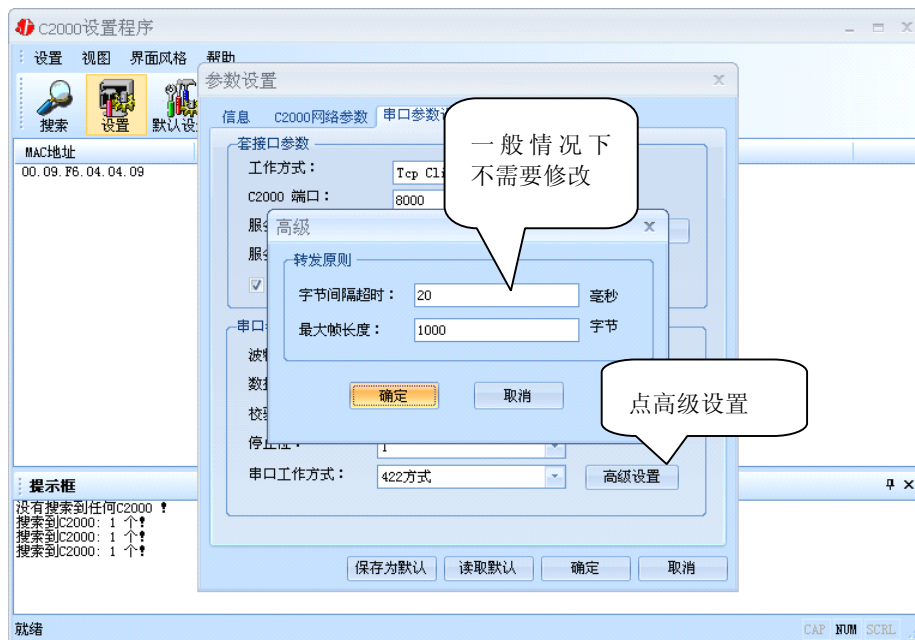 C2000设置程序
设置 视图 界面风格 帮助
搜索 设置 默认设
MAC地址
00.09.F6.04.04.09
参数设置
信息 C2000网络参数 串口参数
套接口参数
工作方式： Tcp Cli
C2000 端口： 8000
一般情况下
不需要修改
高级
转发原则
字节间隔超时： 20 毫秒
最大帧长度： 1000 字节
确定 取消
点高级设置
停止位： 1
串口工作方式： 422方式 高级设置
保存为默认 读取默认 确定 取消
提示框
没有搜索到任何C2000 !
搜索到C2000: 1 个!
搜索到C2000: 1 个!
搜索到C2000: 1 个!
就绪 CAP NUM SCRL